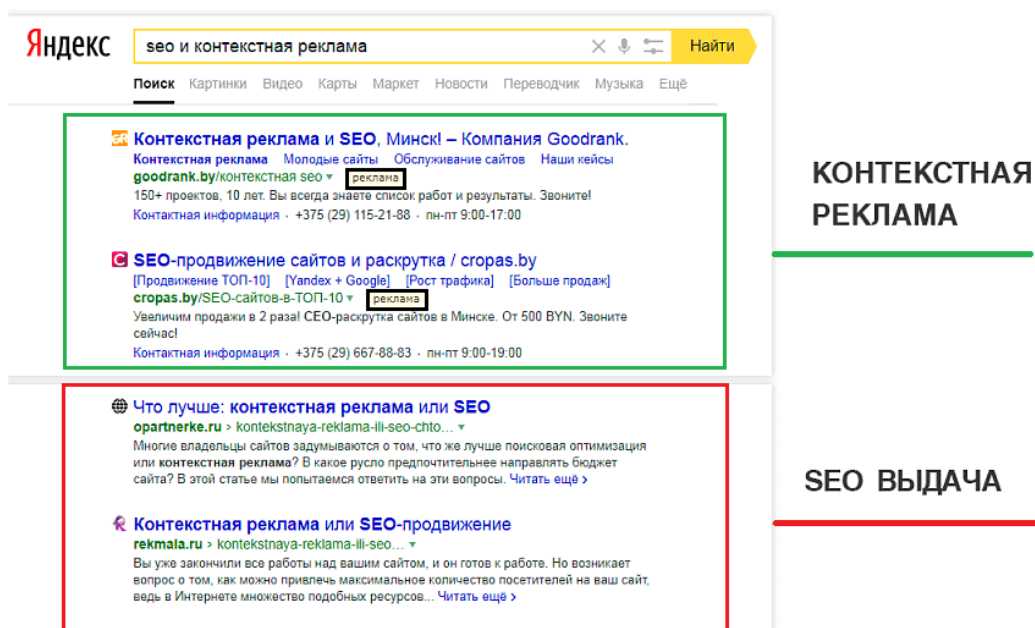 Яндекс
seo и контекстная реклама
Найти
Поиск Картинки Видео Карты Маркет Новости Переводчик Музыка Ещё
Контекстная реклама и SEO, Минск! – Компания Goodrank.
Контекстная реклама Молодые сайты Обслуживание сайтов Наши кейсы
goodrank.by/контекстная seo реклама
150+ проектов, 10 лет. Вы всегда знаете список работ и результаты. Звоните!
Контактная информация · +375 (29) 115-21-88 · пн-пт 9:00-17:00
SEO-продвижение сайтов и раскрутка / cropas.by
[Продвижение ТОП-10] [Yandex + Google] [Рост трафика] [Больше продаж]
cropas.by/SEO-сайтов-в-ТОП-10 реклама
Увеличим продажи в 2 раза! СЕО-раскрутка сайтов в Минске. От 500 BYN. Звоните
сейчас!
Контактная информация · +375 (29) 667-88-83 · пн-пт 9:00-19:00
КОНТЕКСТНАЯ
РЕКЛАМА
Что лучше: контекстная реклама или SEO
opartnerke.ru › kontekstnaya-reklama-ili-seo-chto...
Многие владельцы сайтов задумываются о том, что же лучше поисковая оптимизация
или контекстная реклама? В какое русло предпочтительнее направлять бюджет
сайта? В этой статье мы попытаемся ответить на эти вопросы. Читать ещё ›
Контекстная реклама или SEO-продвижение
rekmala.ru › kontekstnaya-reklama-ili-seo...
Вы уже закончили все работы над вашим сайтом, и он готов к работе. Но возникает
вопрос о том, как можно привлечь максимальное количество посетителей на ваш сайт,
ведь в Интернете множество подобных ресурсов... Читать ещё ›
SEO ВЫДАЧА